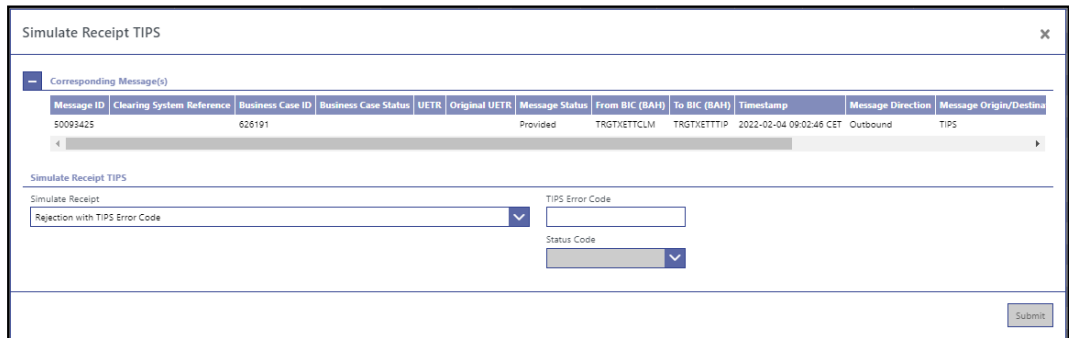 Simulate Receipt TIPS
Corresponding Message(s)
Message ID Clearing System Reference Business Case ID Business Case Status UETR Original UETR Message Status From BIC (BAH) To BIC (BAH) Timestamp Message Direction Message Origin/Destina
50093425 626191 Provided TRGTXETTCLM TRGTXETTTIP 2022-02-04 09:02:46 CET Outbound TIPS
Simulate Receipt TIPS
Simulate Receipt TIPS Error Code
Rejection with TIPS Error Code
Status Code
Submit